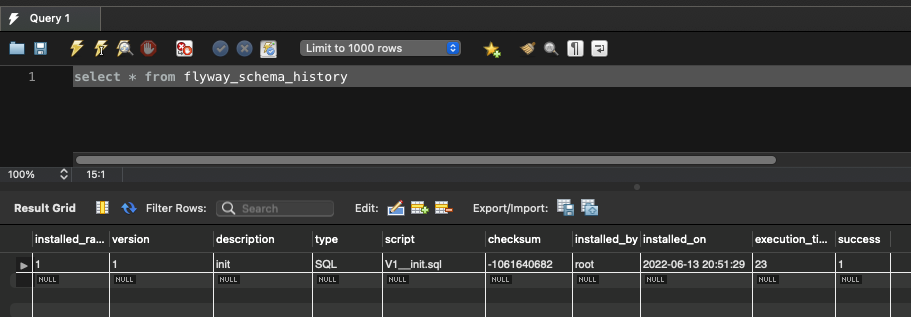 Query 1
Limit to 1000 rows
1 select * from flyway_schema_history
100% 15:1
Result Grid Filter Rows: Search Edit: Export/Import:
installed_ra... version description type script checksum installed_by installed_on execution_ti... success
1 1 init SQL V1__init.sql -1061640682 root 2022-06-13 20:51:29 23 1
NULL NULL NULL NULL NULL NULL NULL NULL NULL NULL